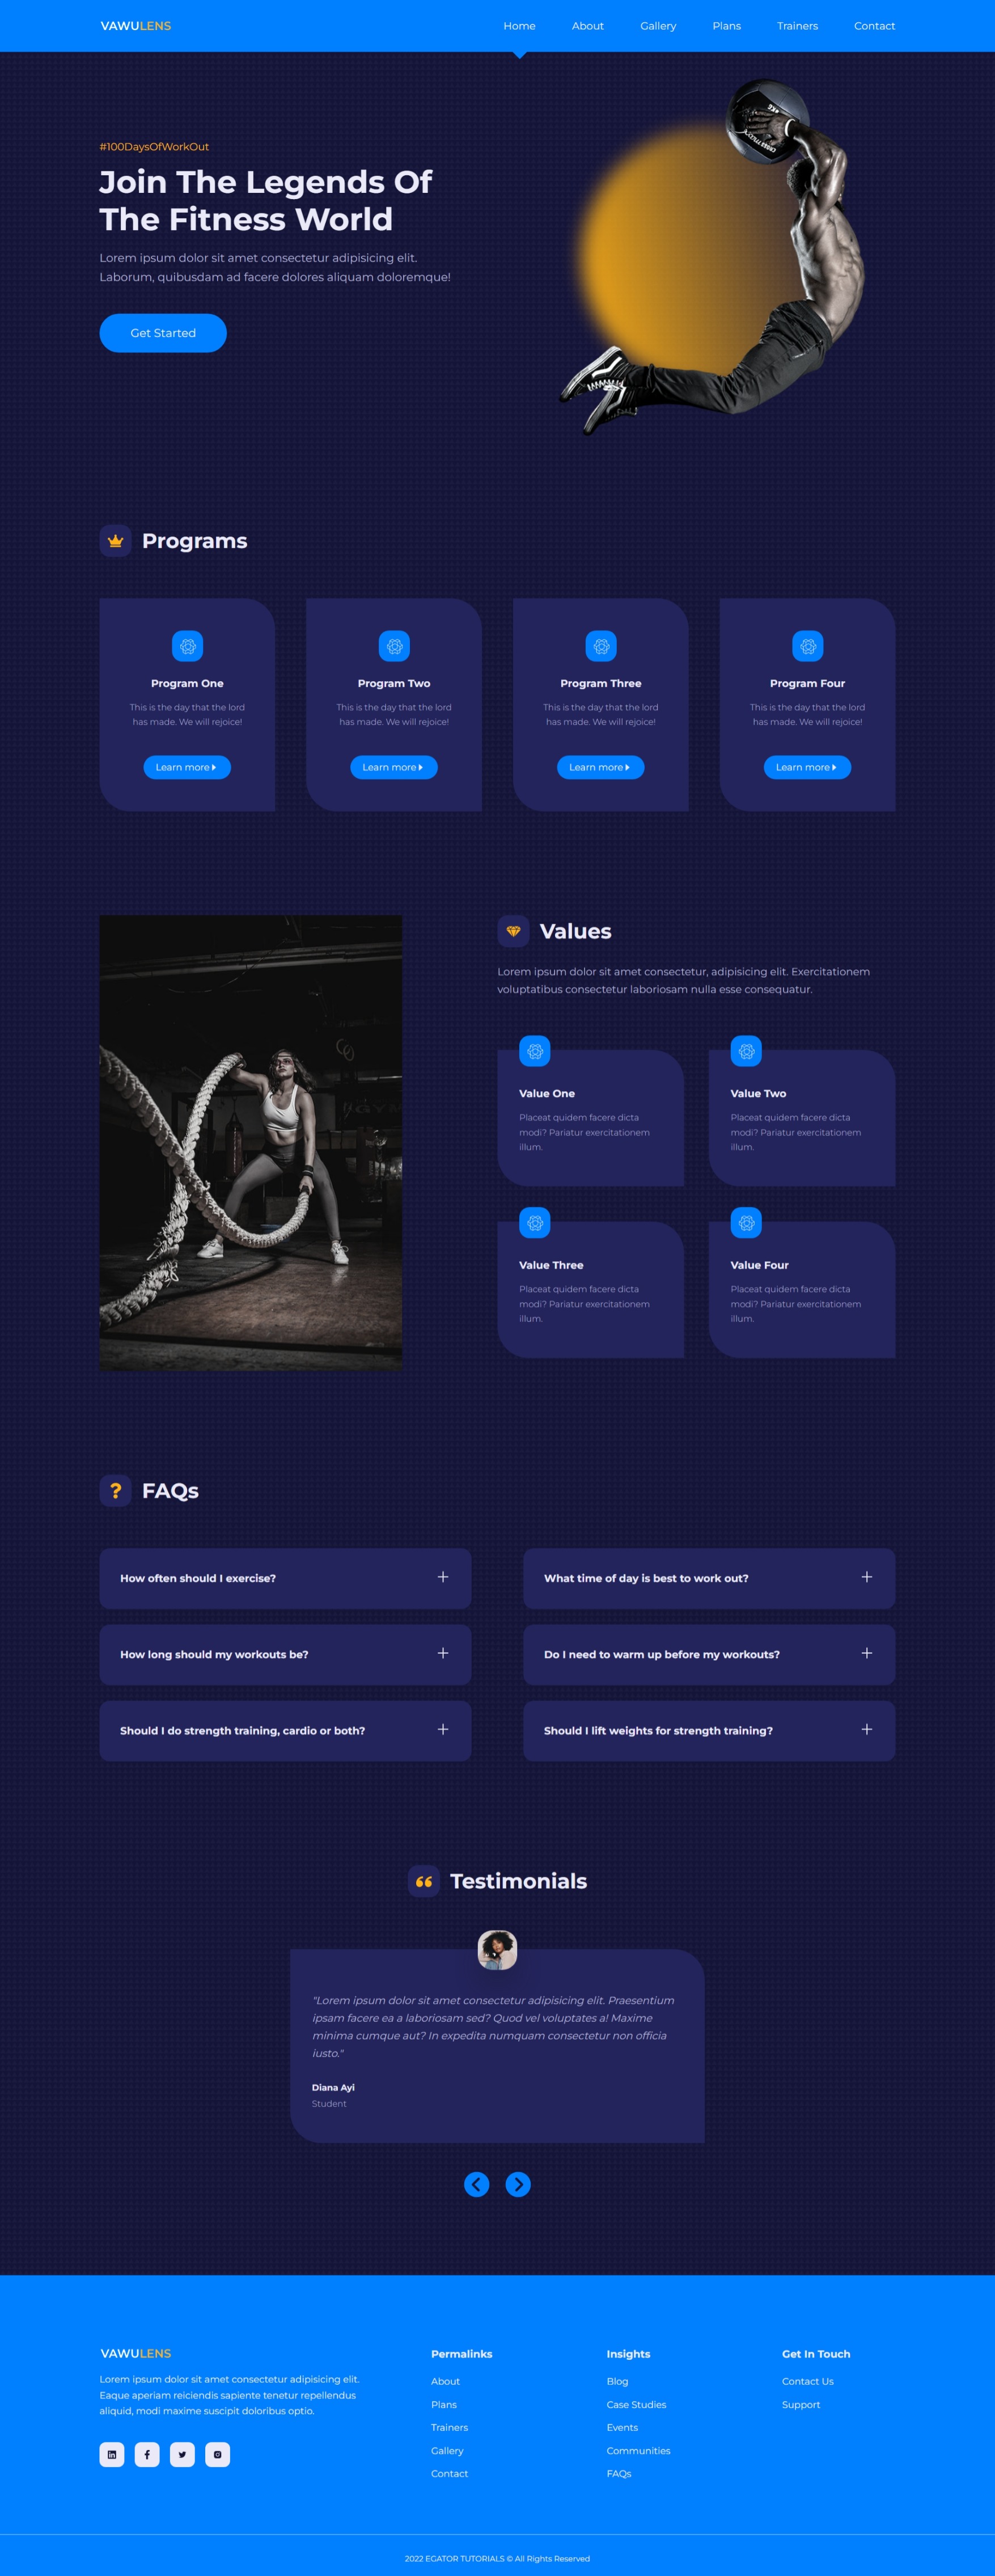 VAWULENS
Home
About
Gallery
Plans
Trainers
Contact
#100DaysOfWorkOut
Join The Legends Of
The Fitness World
Lorem ipsum dolor sit amet consectetur adipisicing elit.
Laborum, quibusdam ad facere dolores aliquam doloremque!
Get Started
Programs
Program One
This is the day that the lord
has made. We will rejoice!
Learn more
Program Two
This is the day that the lord
has made. We will rejoice!
Learn more
Program Three
This is the day that the lord
has made. We will rejoice!
Learn more
Program Four
This is the day that the lord
has made. We will rejoice!
Learn more
Values
Lorem ipsum dolor sit amet consectetur, adipisicing elit. Exercitationem
voluptatibus consectetur laboriosam nulla esse consequatur.
Value One
Placeat quidem facere dicta
modi? Pariatur exercitationem
illum.
Value Two
Placeat quidem facere dicta
modi? Pariatur exercitationem
illum.
Value Three
Placeat quidem facere dicta
modi? Pariatur exercitationem
illum.
Value Four
Placeat quidem facere dicta
modi? Pariatur exercitationem
illum.
FAQs
How often should I exercise?
What time of day is best to work out?
How long should my workouts be?
Do I need to warm up before my workouts?
Should I do strength training, cardio or both?
Should I lift weights for strength training?
Testimonials
"Lorem ipsum dolor sit amet consectetur adipisicing elit. Praesentium
ipsam facere ea a laboriosam sed? Quod vel voluptates a! Maxime
minima cumque aut? In expedita numquam consectetur non officia
iusto."
Diana Ayi
Student
VAWULENS
Lorem ipsum dolor sit amet consectetur adipisicing elit.
Eaque aperiam reiciendis sapiente tenetur repellendus
aliquid, modi maxime suscipit doloribus optio.
Permalinks
About
Plans
Trainers
Gallery
Contact
Insights
Blog
Case Studies
Events
Communities
FAQs
Get In Touch
Contact Us
Support
2022 EGATOR TUTORIALS © All Rights Reserved